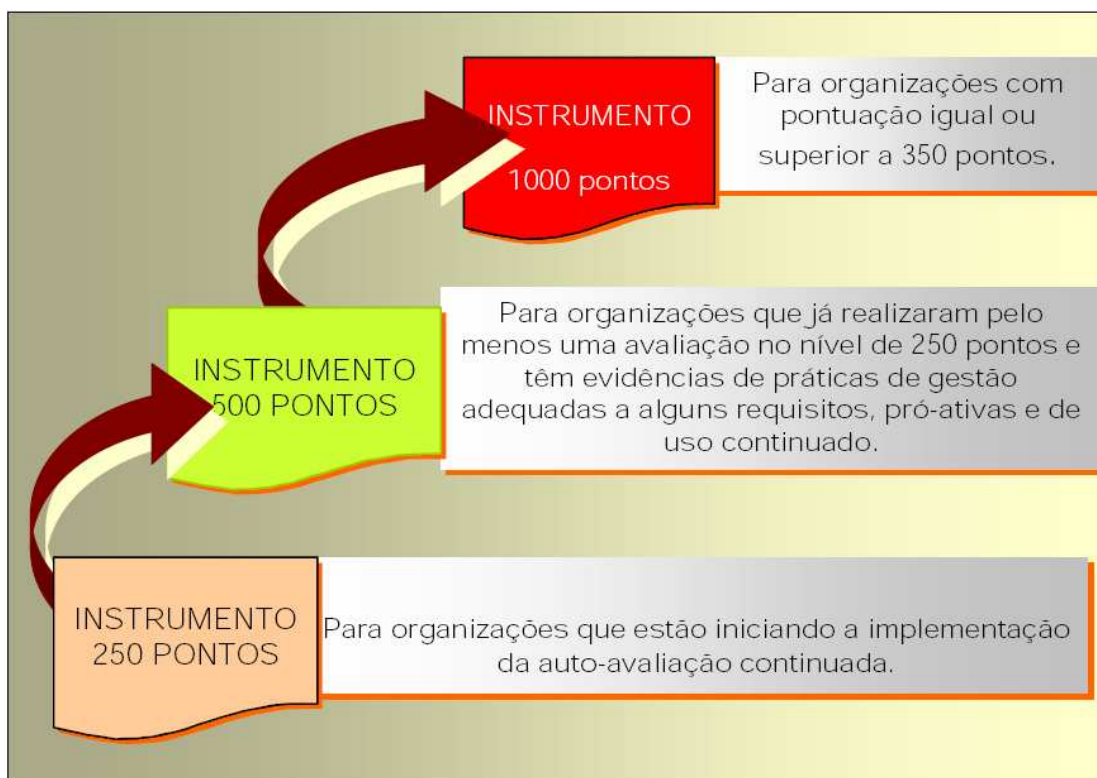 INSTRUMENTO
1000 pontos
Para organizações com
pontuação igual ou
superior a 350 pontos.
INSTRUMENTO
500 PONTOS
Para organizações que já realizaram pelo
menos uma avaliação no nível de 250 pontos e
têm evidências de práticas de gestão
adequadas a alguns requisitos, pró-ativas e de
uso continuado.
INSTRUMENTO
250 PONTOS
Para organizações que estão iniciando a implementação
da auto-avaliação continuada.